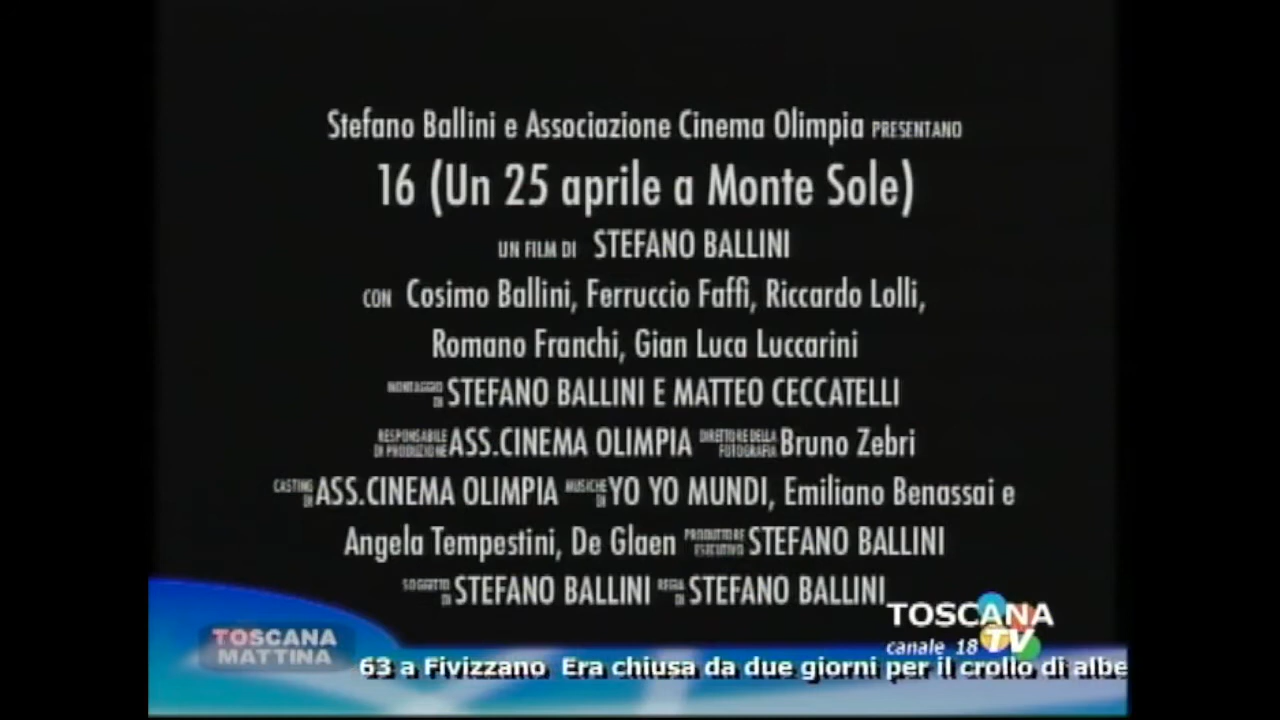 Stefano Ballini e Associazione Cinema Olimpia PRESENTANO
16 (Un 25 aprile a Monte Sole)
UN FILM DI STEFANO BALLINI
CON Cosimo Ballini, Ferruccio Faffi, Riccardo Lolli,
Romano Franchi, Gian Luca Luccarini
MONTAGGIO DI STEFANO BALLINI E MATTEO CECCATELLI
RESPONSABILE DI PRODUZIONE ASS.CINEMA OLIMPIA DIRETTORE DELLA FOTOGRAFIA Bruno Zebri
CASTING DI ASS.CINEMA OLIMPIA MUSICHE DI YO YO MUNDI, Emiliano Benassai e
Angela Tempestini, De Glaen PRODUTTORE ESECUTIVO STEFANO BALLINI
SOGGETTO DI STEFANO BALLINI REGIA DI STEFANO BALLINI
TOSCANA TV
canale 18
TOSCANA MATTINA
63 a Fivizzano Era chiusa da due giorni per il crollo di albe